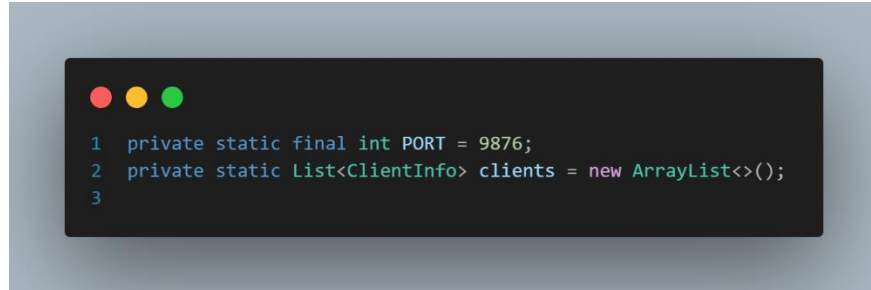 1 private static final int PORT = 9876;
2 private static List<ClientInfo> clients = new ArrayList<>();
3